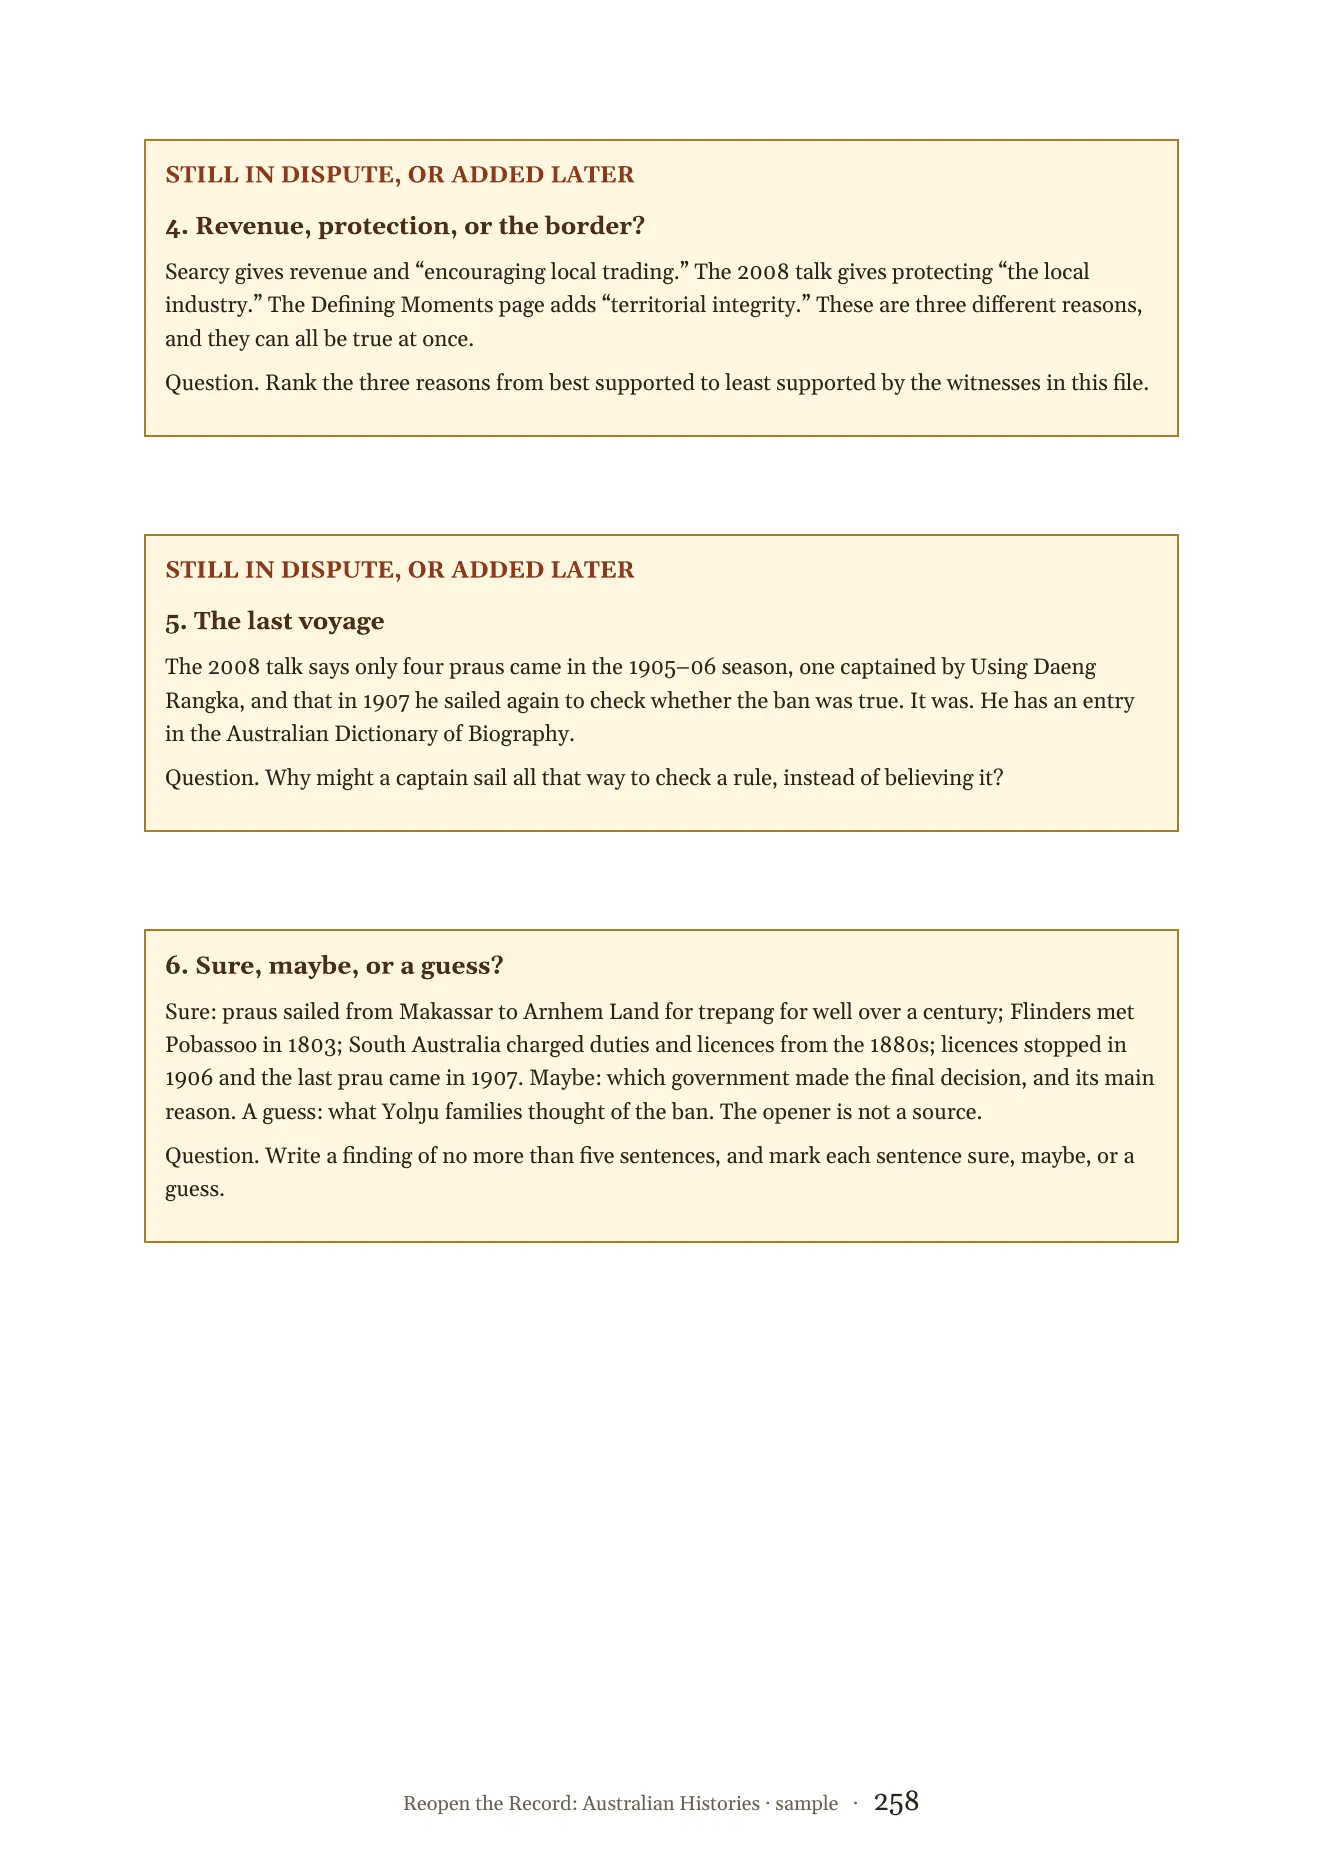 STILL IN DISPUTE, OR ADDED LATER
4. Revenue, protection, or the border?
Searcy gives revenue and “encouraging local trading.” The 2008 talk gives protecting “the local
industry.” The Defining Moments page adds “territorial integrity.” These are three different reasons,
and they can all be true at once.
Question. Rank the three reasons from best supported to least supported by the witnesses in this file.
STILL IN DISPUTE, OR ADDED LATER
5. The last voyage
The 2008 talk says only four praus came in the 1905–06 season, one captained by Using Daeng
Rangka, and that in 1907 he sailed again to check whether the ban was true. It was. He has an entry
in the Australian Dictionary of Biography.
Question. Why might a captain sail all that way to check a rule, instead of believing it?
6. Sure, maybe, or a guess?
Sure: praus sailed from Makassar to Arnhem Land for trepang for well over a century; Flinders met
Pobassoo in 1803; South Australia charged duties and licences from the 1880s; licences stopped in
1906 and the last prau came in 1907. Maybe: which government made the final decision, and its main
reason. A guess: what Yolŋu families thought of the ban. The opener is not a source.
Question. Write a finding of no more than five sentences, and mark each sentence sure, maybe, or a
guess.
Reopen the Record: Australian Histories · sample · 258